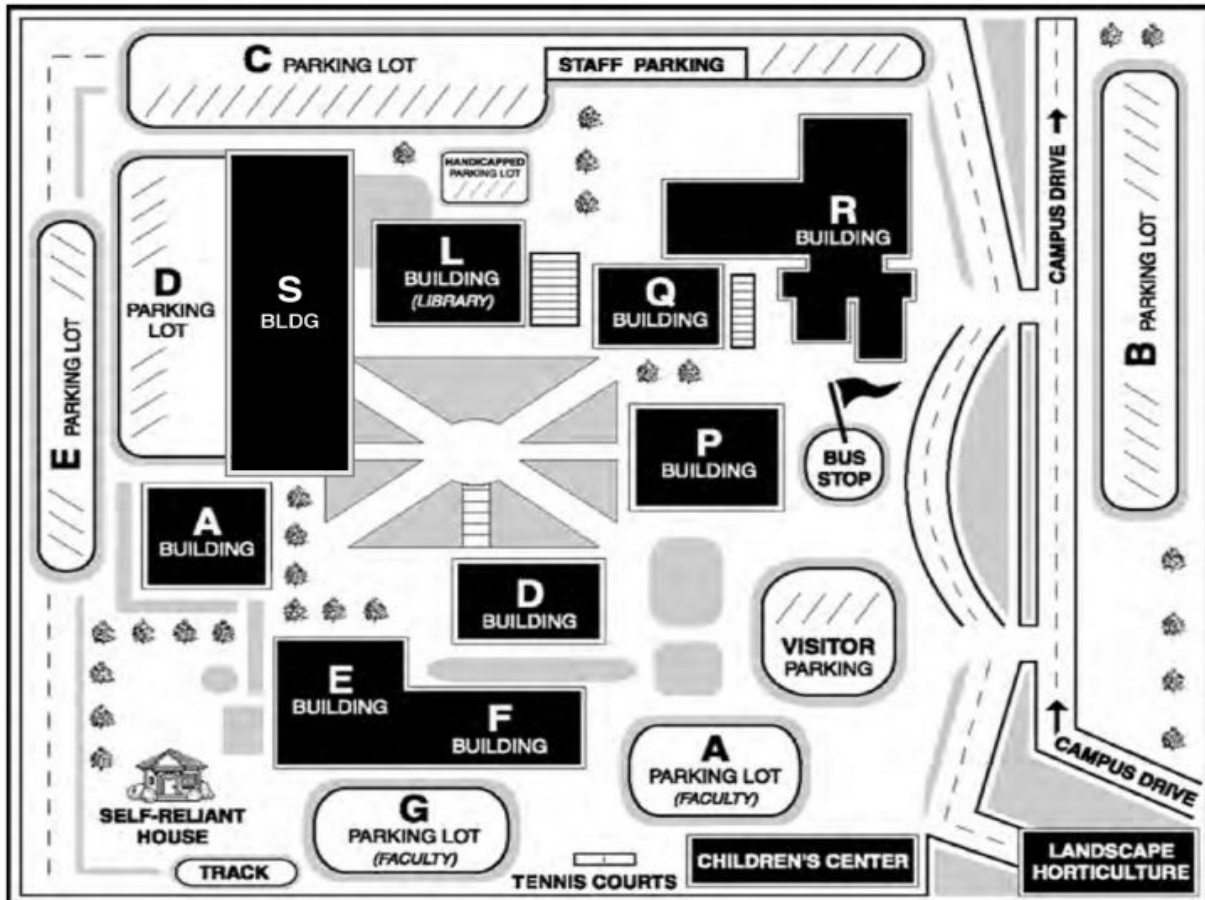 C PARKING LOT
STAFF PARKING
HANDICAPPED
PARKING LOT
CAMPUS DRIVE
B PARKING LOT
R
BUILDING
L
BUILDING
(LIBRARY)
Q
BUILDING
D
PARKING
LOT
S
BLDG
E PARKING LOT
P
BUILDING
BUS
STOP
A
BUILDING
D
BUILDING
VISITOR
PARKING
E
BUILDING
F
BUILDING
A
PARKING LOT
(FACULTY)
CAMPUS DRIVE
SELF-RELIANT
HOUSE
G
PARKING LOT
(FACULTY)
TRACK
TENNIS COURTS
CHILDREN'S CENTER
LANDSCAPE
HORTICULTURE